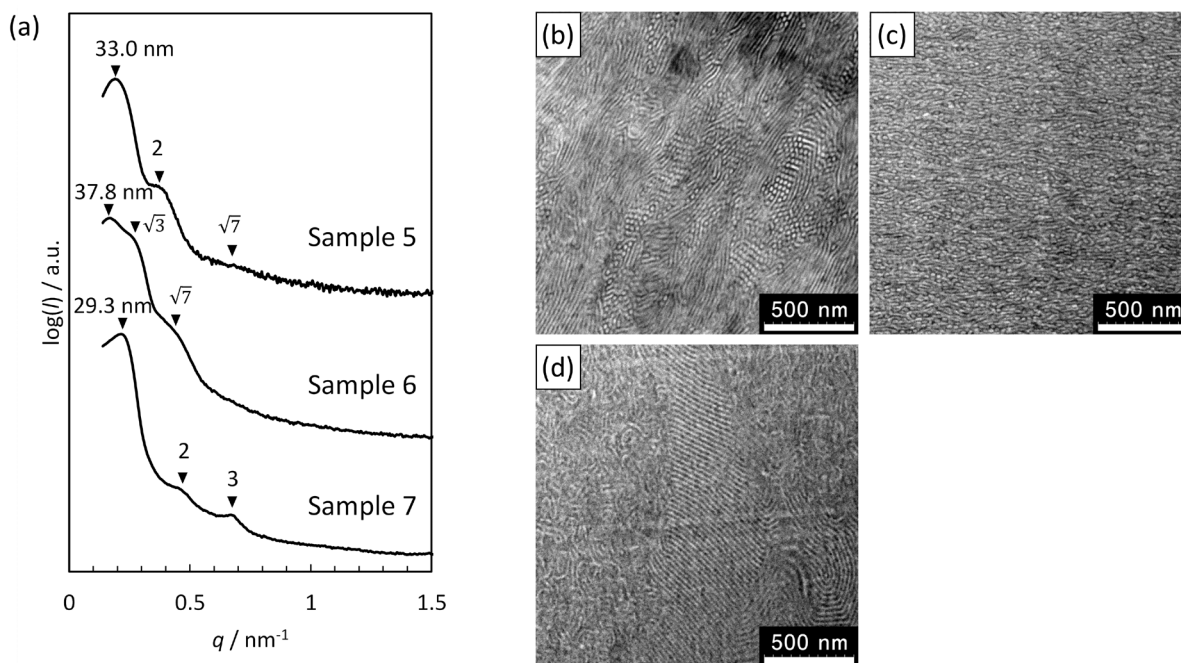 (a)
33.0 nm
2
√7
Sample 5
37.8 nm
√3
√7
Sample 6
29.3 nm
2
3
Sample 7
log(I) / a.u.
0
0.5
1
1.5
q / nm⁻¹
(b)
500 nm
(c)
500 nm
(d)
500 nm